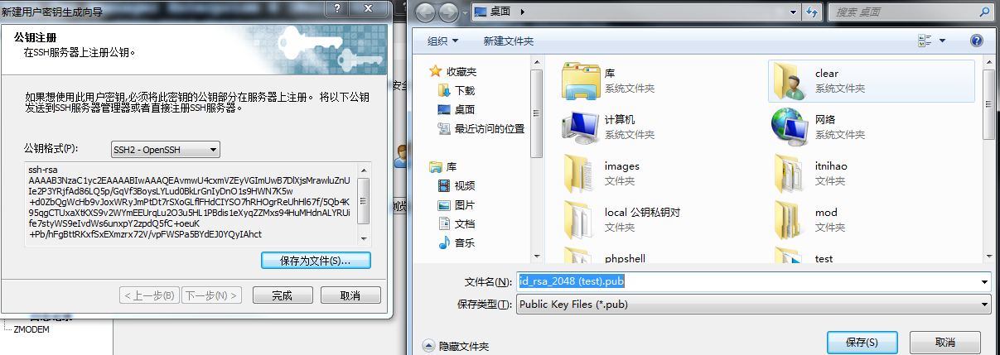 新建用户密钥生成向导
公钥注册
在SSH服务器上注册公钥。
如果想使用此用户密钥,必须将此密钥的公钥部分在服务器上注册。 将以下公钥
发送到SSH服务器管理器或者直接注册SSH服务器。
公钥格式(P):
SSH2 - OpenSSH
ssh-rsa
AAAAB3NzaC1yc2EAAAABIwAAAQEAvmwU4cxmVZEyVGImUwB7DlXjsMrawluZnU
Ie2P3YRjfAd86LQ5p/GqVf3BoysLYLud0BkLrGnIyDnO1s9HWN7K5w
+d0ZbQgWcHb9vJoxWRyJmPtDt7rSXoGLflFHdCIYSO7hRHOgrReUhHl67f/5Qb4K
95qgCTUxaXtKXS9v2WYmEEUrqLu2O3u5HL1PBdis1eXyqZZMxs94HuMHdnALYRUi
fe7styWS9eIvdWs6unxpY2zpdQ5fC+oeuK
+Pb/hFgBttRKxfSxEXmzrx72V/vpFWSPa5BYdEJ0YQyIAhct
保存为文件(S)...
< 上一步(B)
下一步(N) >
完成
取消
ZMODEM
安全
浏览
桌面
搜索 桌面
组织
新建文件夹
收藏夹
下载
桌面
最近访问的位置
库
视频
图片
文档
音乐
库
系统文件夹
clear
系统文件夹
计算机
系统文件夹
网络
系统文件夹
images
文件夹
itnihao
文件夹
local 公钥私钥对
文件夹
mod
文件夹
phpshell
test
文件名(N):
id_rsa_2048 (test).pub
保存类型(T):
Public Key Files (*.pub)
隐藏文件夹
保存(S)
取消